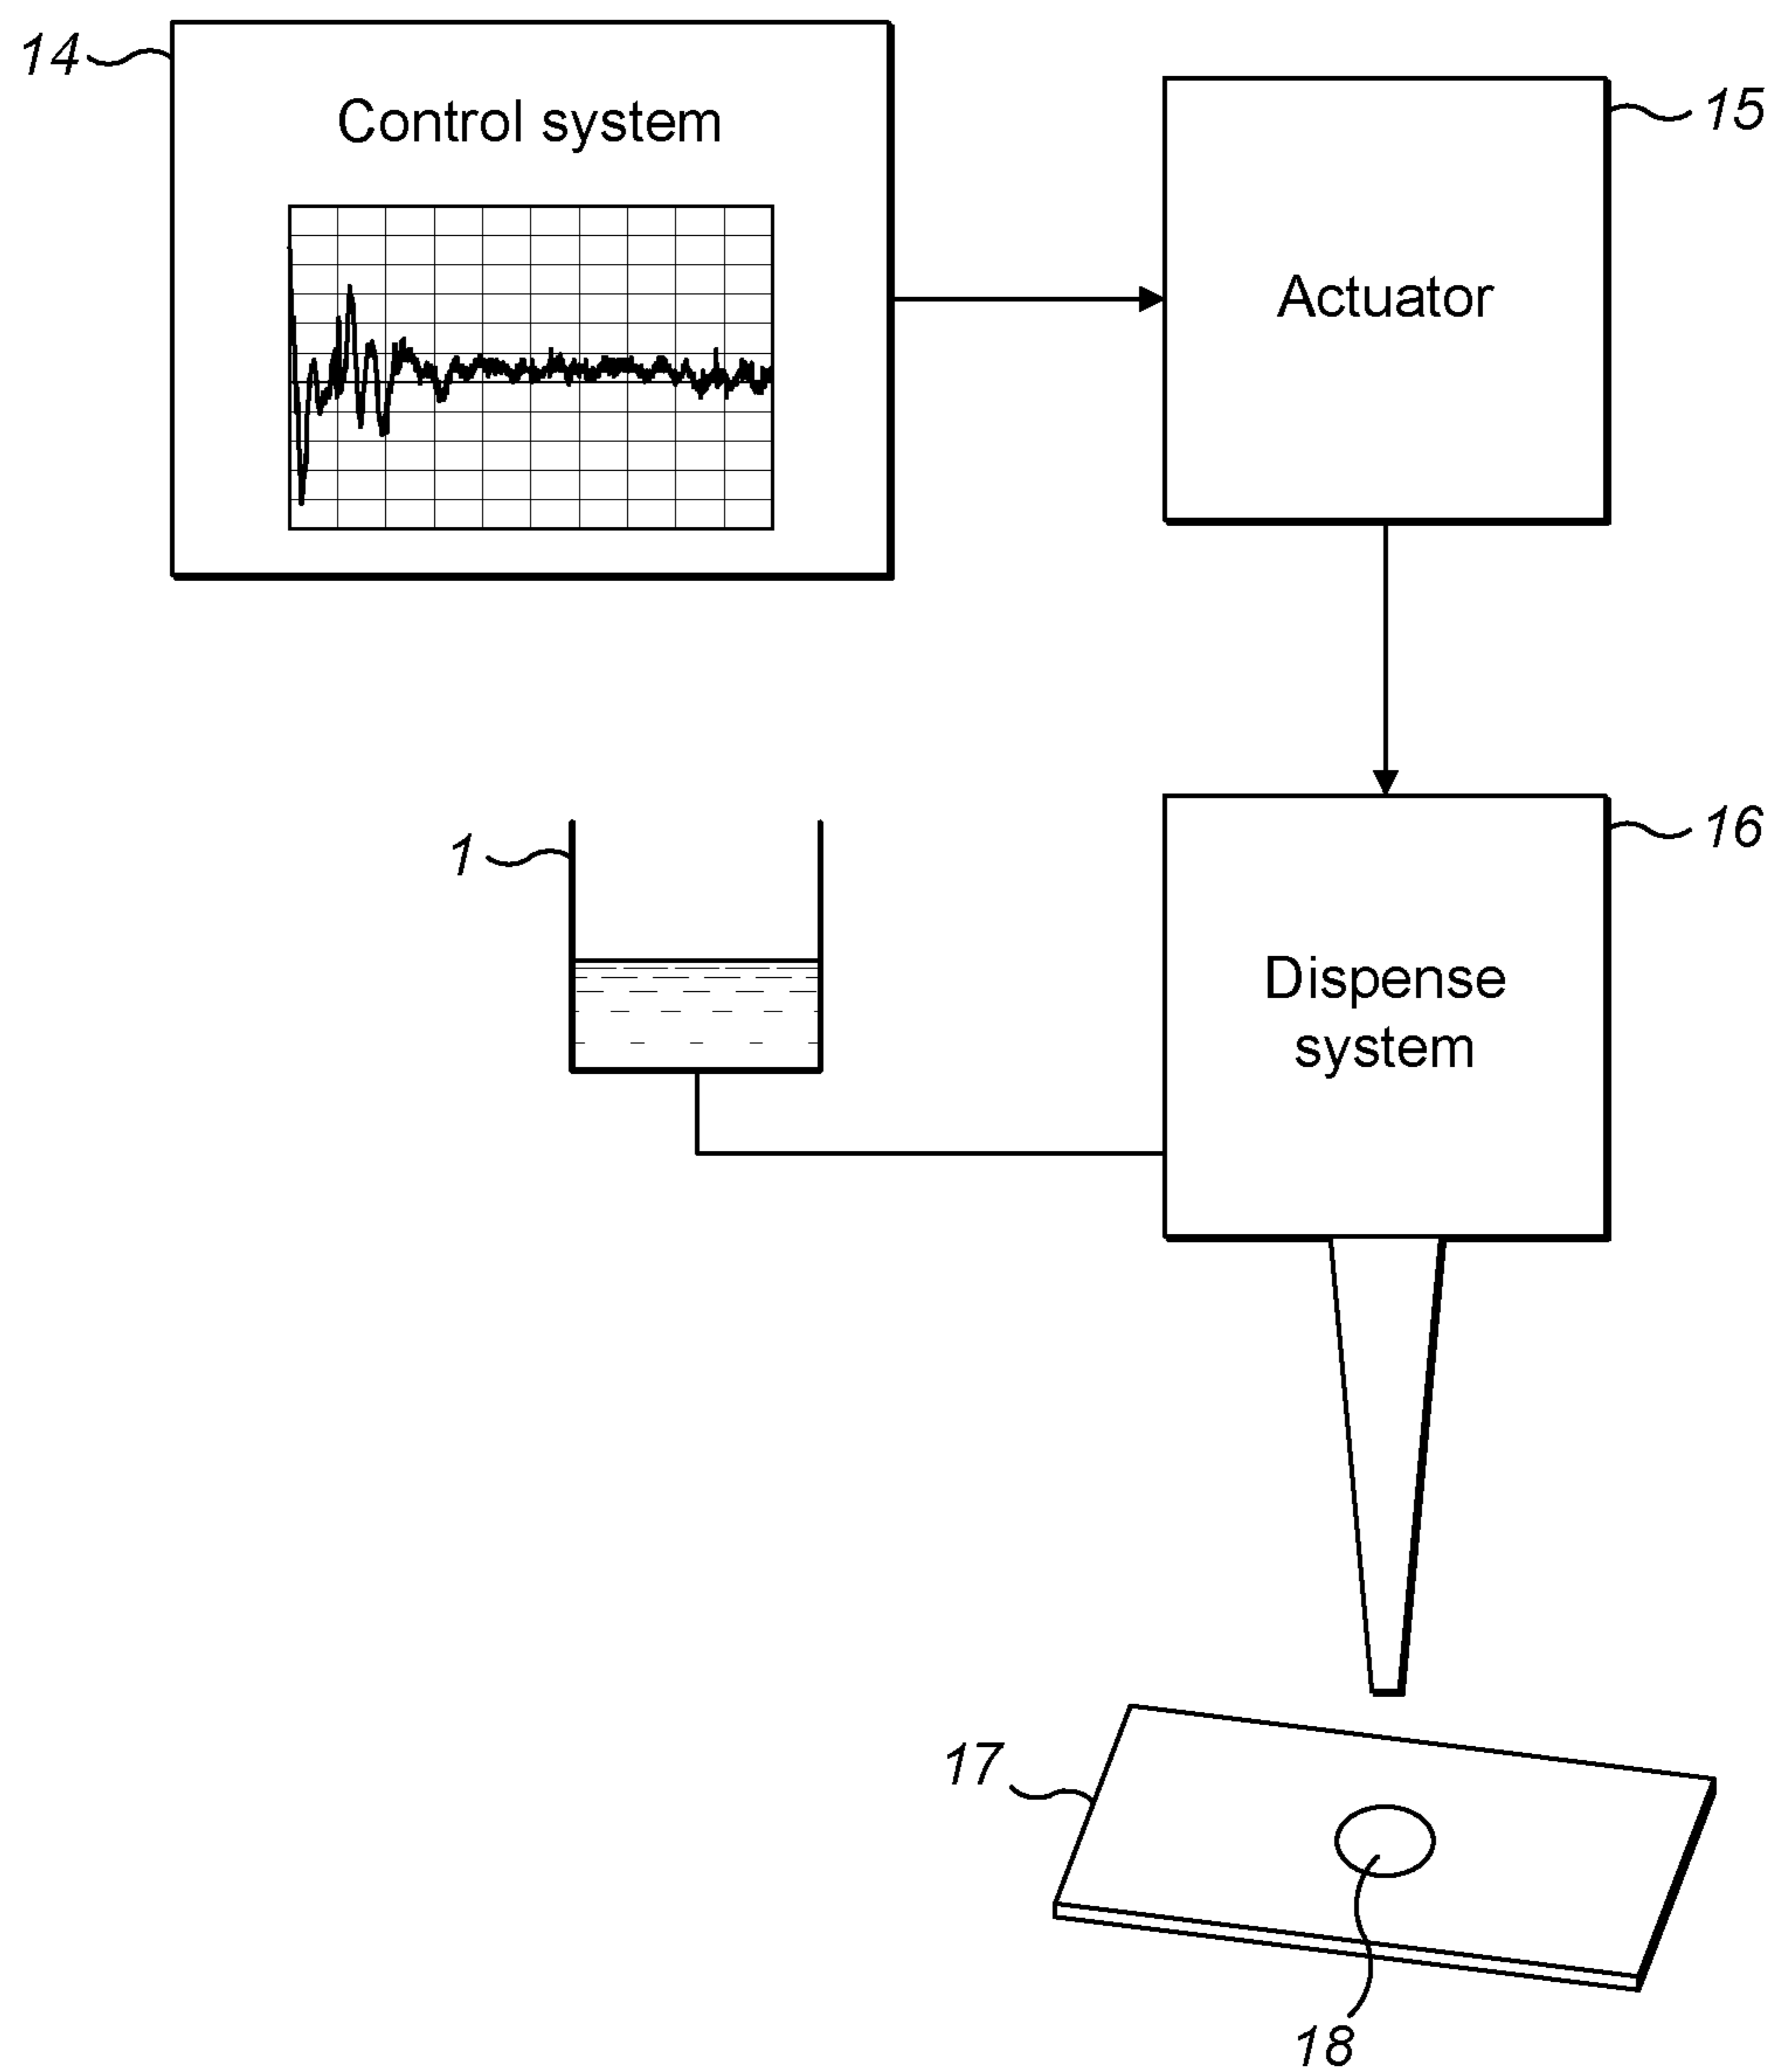 14
Control system
15
Actuator
1
16
Dispense
system
17
18